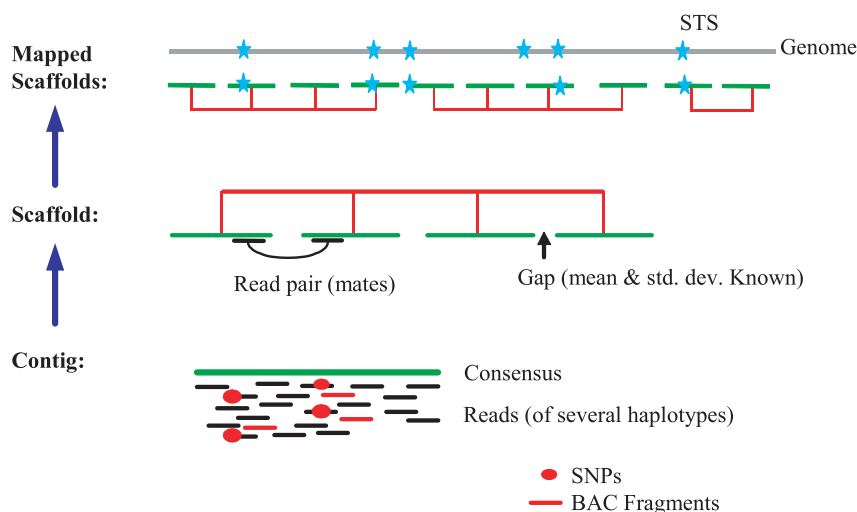 STS
Genome
Mapped
Scaffolds:
Scaffold:
Read pair (mates)
Gap (mean & std. dev. Known)
Contig:
Consensus
Reads (of several haplotypes)
SNPs
BAC Fragments